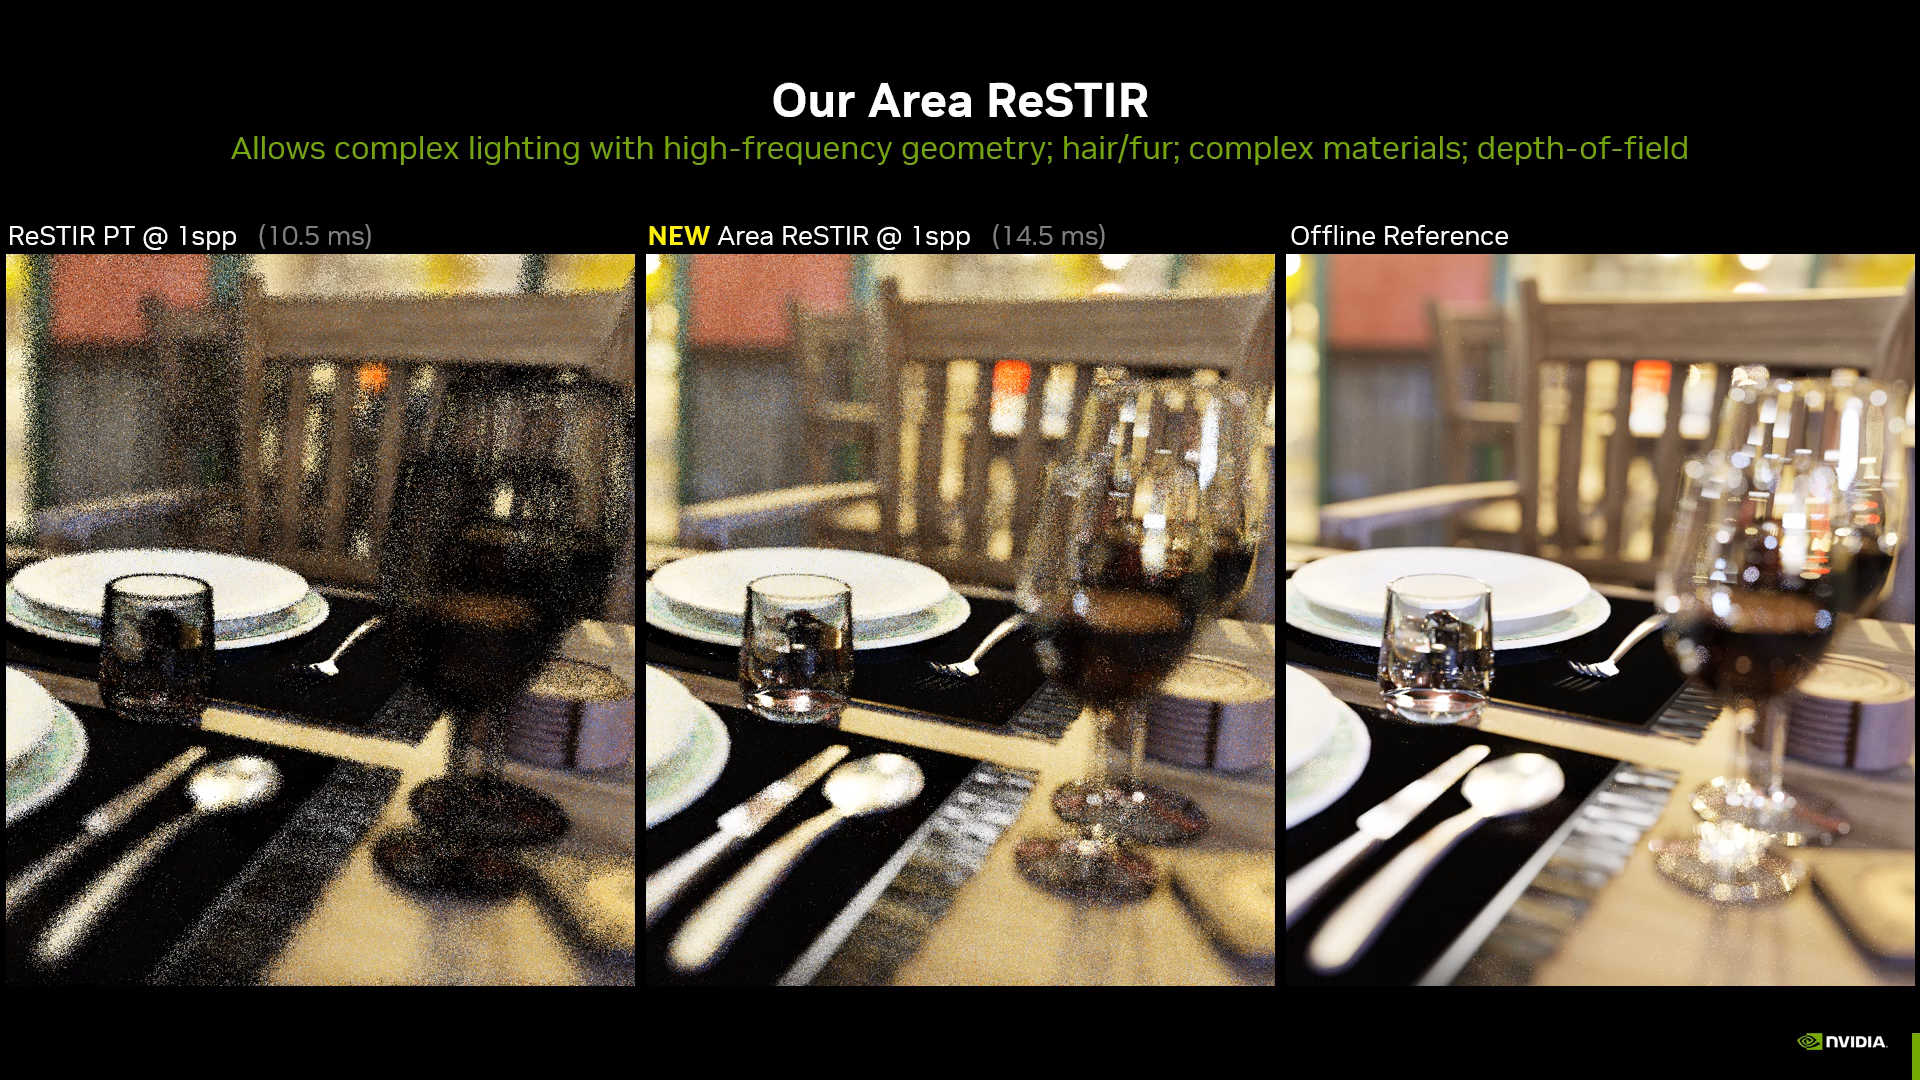 Our Area ReSTIR
Allows complex lighting with high-frequency geometry; hair/fur; complex materials; depth-of-field
ReSTIR PT @ 1spp (10.5 ms)
NEW Area ReSTIR @ 1spp (14.5 ms)
Offline Reference
NVIDIA.